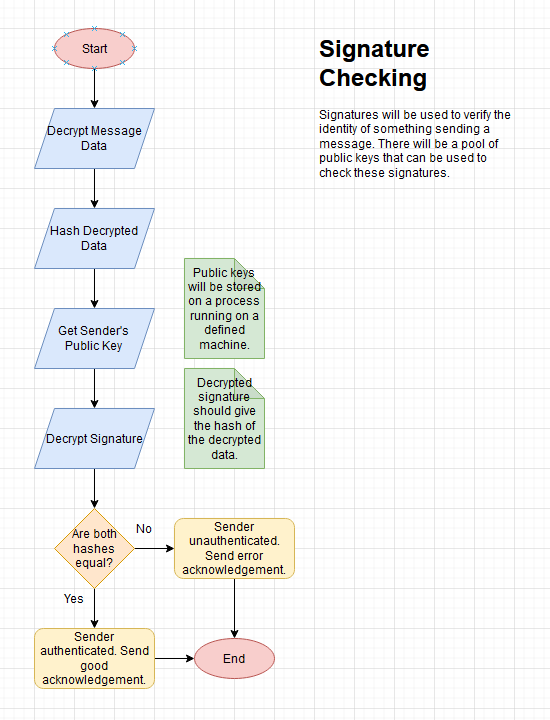 Start
Signature
Checking
Signatures will be used to verify the
identity of something sending a
message. There will be a pool of
public keys that can be used to
check these signatures.
Decrypt Message
Data
Hash Decrypted
Data
Public keys
will be stored
on a process
running on a
defined
machine.
Get Sender's
Public Key
Decrypted
signature
should give
the hash of
the decrypted
data.
Decrypt Signature
Are both
hashes
equal?
No
Sender
unauthenticated.
Send error
acknowledgement.
Yes
Sender
authenticated. Send
good
acknowledgement.
End